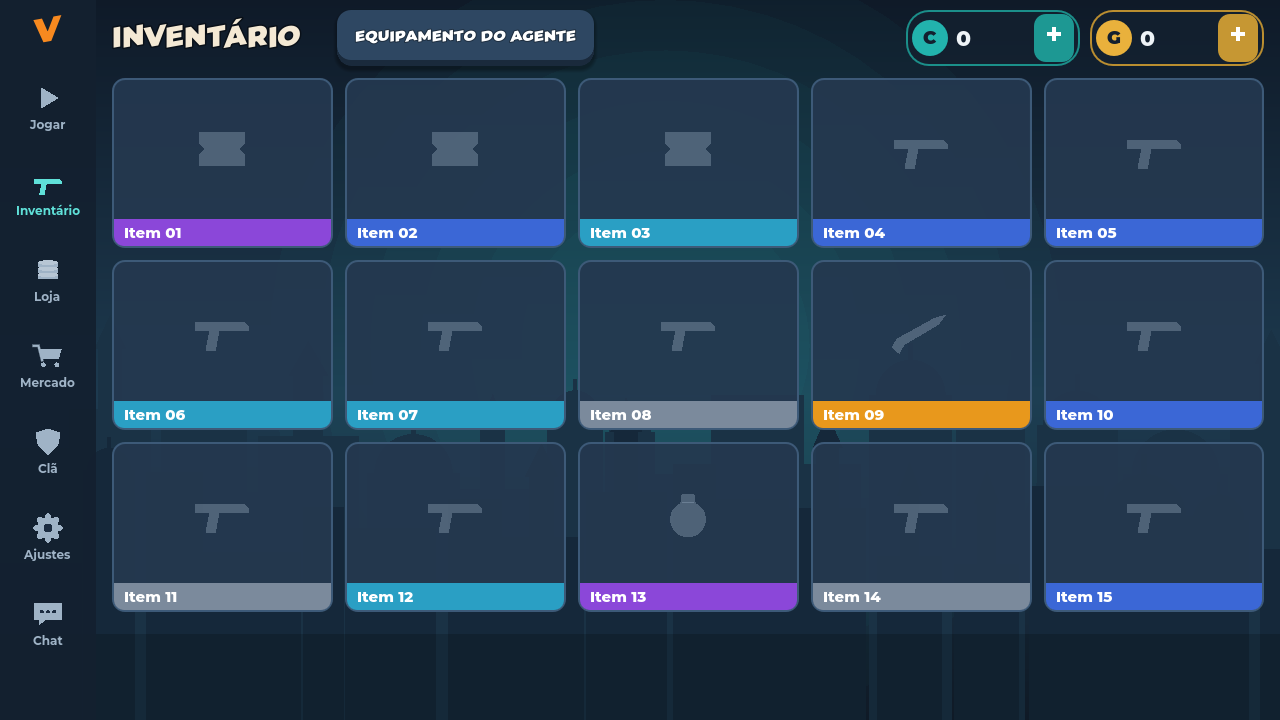 INVENTÁRIO
EQUIPAMENTO DO AGENTE
C 0 +
G 0 +
Jogar
Inventário
Loja
Mercado
Clã
Ajustes
Chat
Item 01
Item 02
Item 03
Item 04
Item 05
Item 06
Item 07
Item 08
Item 09
Item 10
Item 11
Item 12
Item 13
Item 14
Item 15